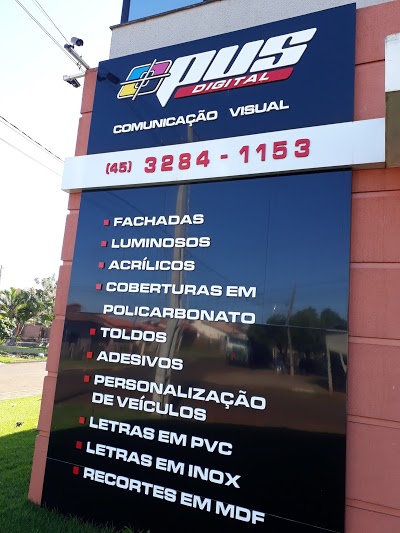 OPUS
DIGITAL
COMUNICAÇÃO VISUAL
(45) 3284-1153
FACHADAS
LUMINOSOS
ACRÍLICOS
COBERTURAS EM
POLICARBONATO
TOLDOS
ADESIVOS
PERSONALIZAÇÃO
DE VEÍCULOS
LETRAS EM PVC
LETRAS EM INOX
RECORTES EM MDF